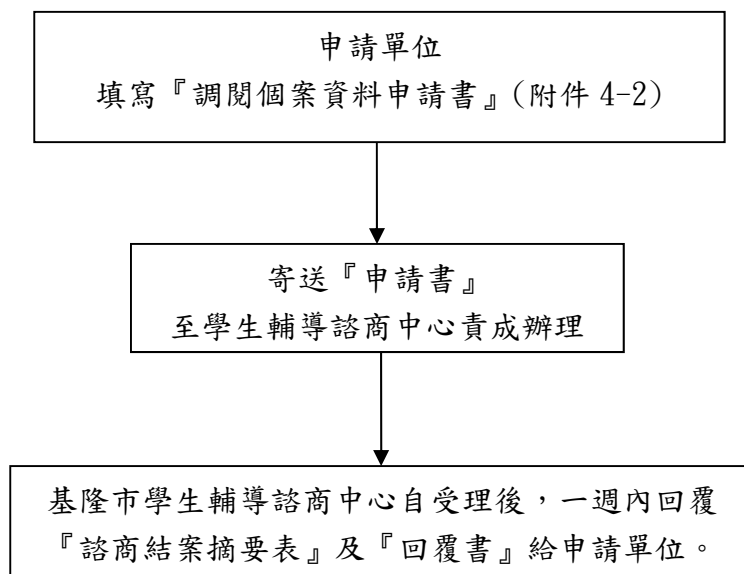 申請單位
填寫『調閱個案資料申請書』(附件 4-2)
寄送『申請書』
至學生輔導諮商中心責成辦理
基隆市學生輔導諮商中心自受理後，一週內回覆
『諮商結案摘要表』及『回覆書』給申請單位。